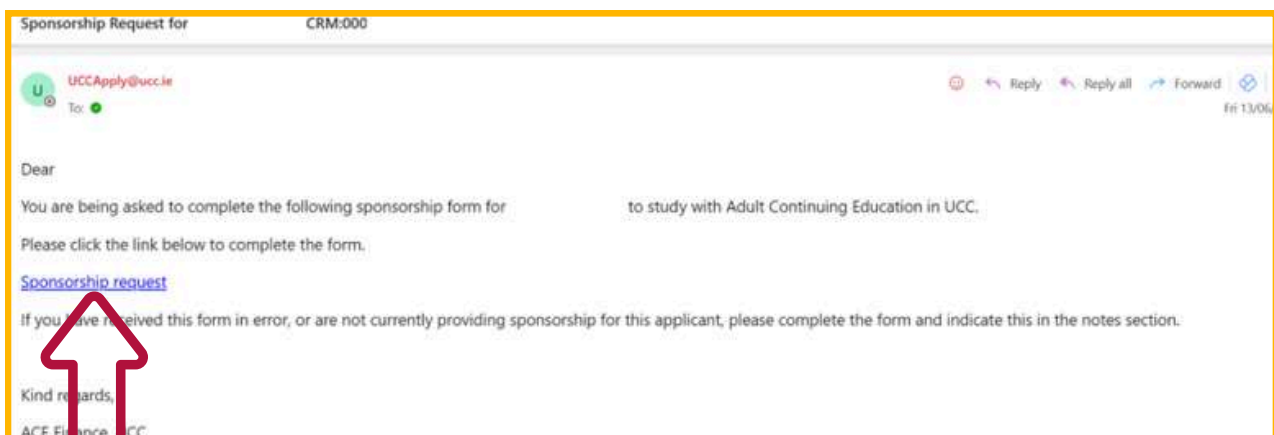 Sponsorship Request for CRM:000
U UCCApply@ucc.ie
To:
Reply Reply all Forward
Fri 13/06/
Dear
You are being asked to complete the following sponsorship form for to study with Adult Continuing Education in UCC.
Please click the link below to complete the form.
Sponsorship request
If you have received this form in error, or are not currently providing sponsorship for this applicant, please complete the form and indicate this in the notes section.
Kind regards,
ACE Finance, UCC